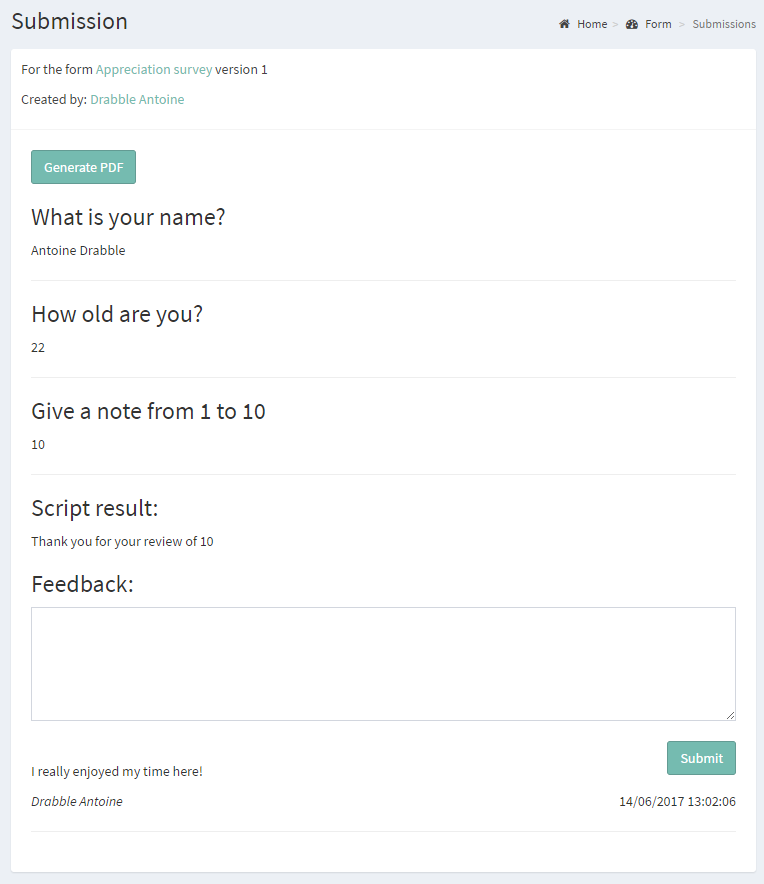 Submission
Home > Form > Submissions
For the form Appreciation survey version 1
Created by: Drabble Antoine
Generate PDF
What is your name?
Antoine Drabble
How old are you?
22
Give a note from 1 to 10
10
Script result:
Thank you for your review of 10
Feedback:
Submit
I really enjoyed my time here!
Drabble Antoine 14/06/2017 13:02:06